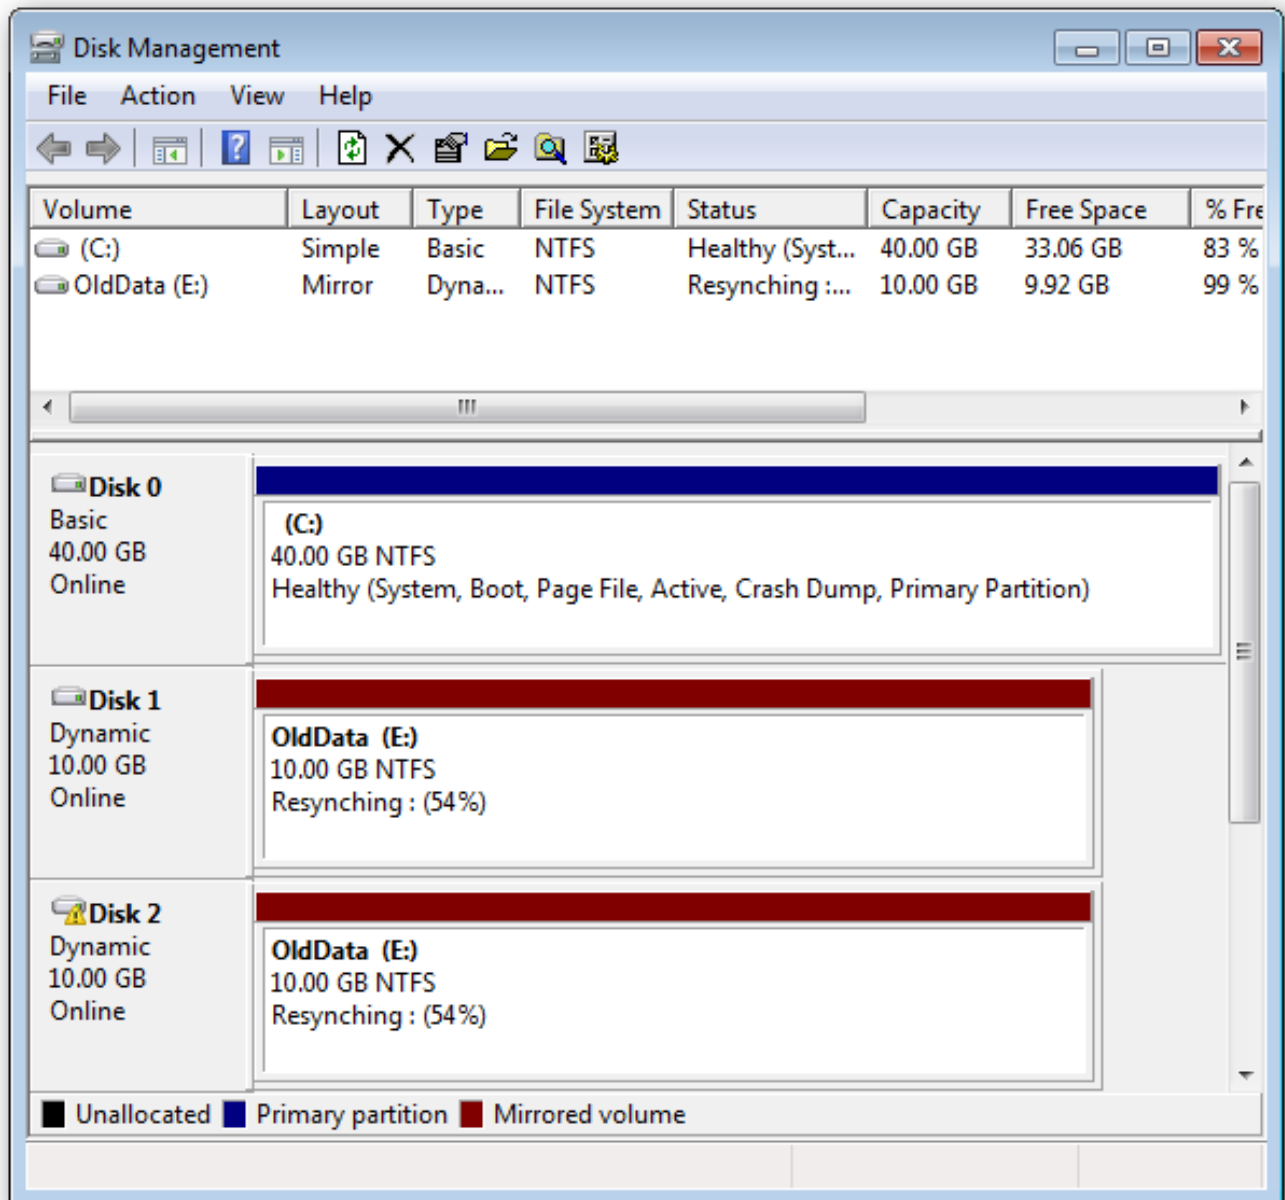 Disk Management
File Action View Help
Volume Layout Type File System Status Capacity Free Space % Fre
(C:) Simple Basic NTFS Healthy (Syst... 40.00 GB 33.06 GB 83 %
OldData (E:) Mirror Dyna... NTFS Resynching :... 10.00 GB 9.92 GB 99 %
Disk 0
Basic
40.00 GB
Online
(C:)
40.00 GB NTFS
Healthy (System, Boot, Page File, Active, Crash Dump, Primary Partition)
Disk 1
Dynamic
10.00 GB
Online
OldData (E:)
10.00 GB NTFS
Resynching : (54%)
Disk 2
Dynamic
10.00 GB
Online
OldData (E:)
10.00 GB NTFS
Resynching : (54%)
Unallocated Primary partition Mirrored volume